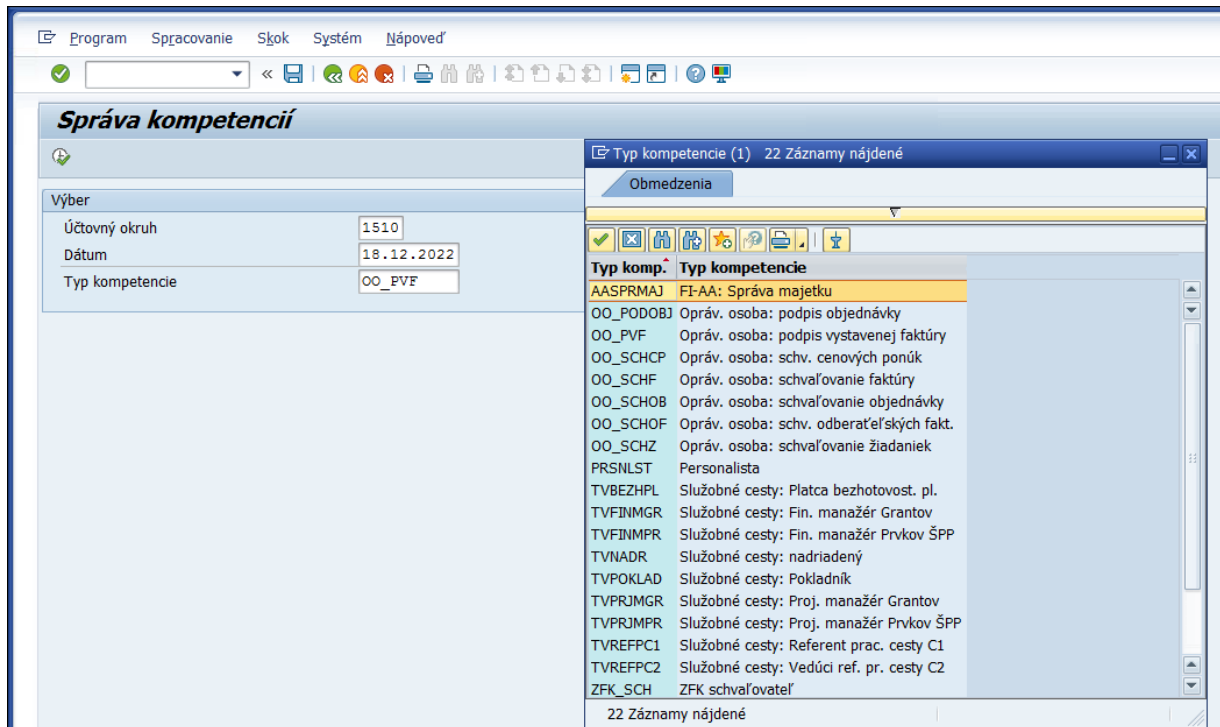 Program Spracovanie Skok Systém Nápoveď
Správa kompetencií
Výber
Účtovný okruh 1510
Dátum 18.12.2022
Typ kompetencie OO_PVF
Typ kompetencie (1) 22 Záznamy nájdené
Obmedzenia
Typ komp. Typ kompetencie
AASPRMAJ FI-AA: Správa majetku
OO_PODOBJ Opráv. osoba: podpis objednávky
OO_PVF Opráv. osoba: podpis vystavenej faktúry
OO_SCHCP Opráv. osoba: schv. cenových ponúk
OO_SCHF Opráv. osoba: schvaľovanie faktúry
OO_SCHOB Opráv. osoba: schvaľovanie objednávky
OO_SCHOF Opráv. osoba: schv. odberateľských fakt.
OO_SCHZ Opráv. osoba: schvaľovanie žiadaniek
PRSNLST Personalista
TVBEZHPL Služobné cesty: Platca bezhotovost. pl.
TVFINMGR Služobné cesty: Fin. manažér Grantov
TVFINMPR Služobné cesty: Fin. manažér Prvkov ŠPP
TVNADR Služobné cesty: nadriadený
TVPOKLAD Služobné cesty: Pokladník
TVPRJMGR Služobné cesty: Proj. manažér Grantov
TVPRJMPR Služobné cesty: Proj. manažér Prvkov ŠPP
TVREFPC1 Služobné cesty: Referent prac. cesty C1
TVREFPC2 Služobné cesty: Vedúci ref. pr. cesty C2
ZFK_SCH ZFK schvaľovateľ
22 Záznamy nájdené